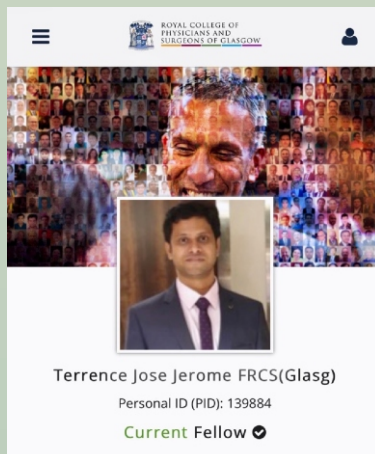 ROYAL COLLEGE OF
PHYSICIANS AND
SURGEONS OF GLASGOW
Terrence Jose Jerome FRCS(Glasg)
Personal ID (PID): 139884
Current Fellow